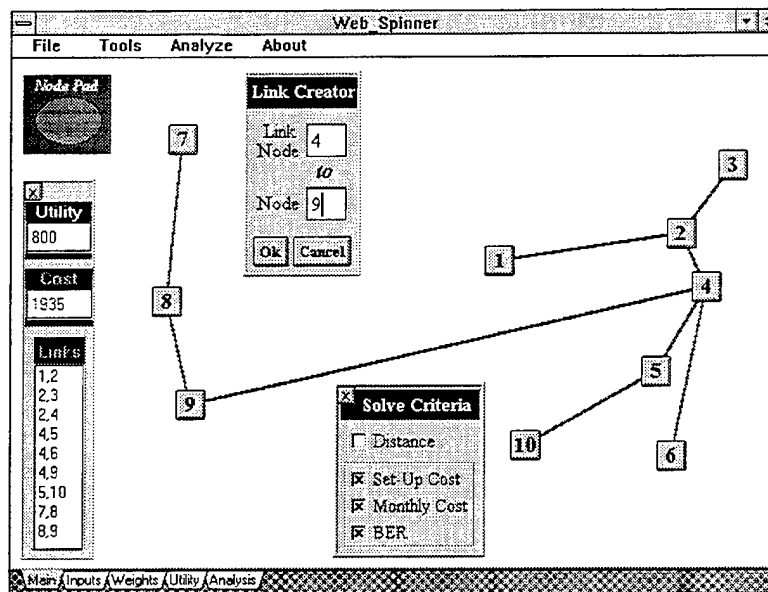 Web_Spinner
File Tools Analyze About
Node Pad
Link Creator
Link Node 4
to
Node 9
Ok Cancel
Utility
800
Cost
1935
Links
1,2
2,3
2,4
4,5
4,6
4,9
5,10
7,8
8,9
7
8
9
1
2
3
4
5
6
10
Solve Criteria
Distance
Set-Up Cost
Monthly Cost
BER
Main Inputs Weights Utility Analysis